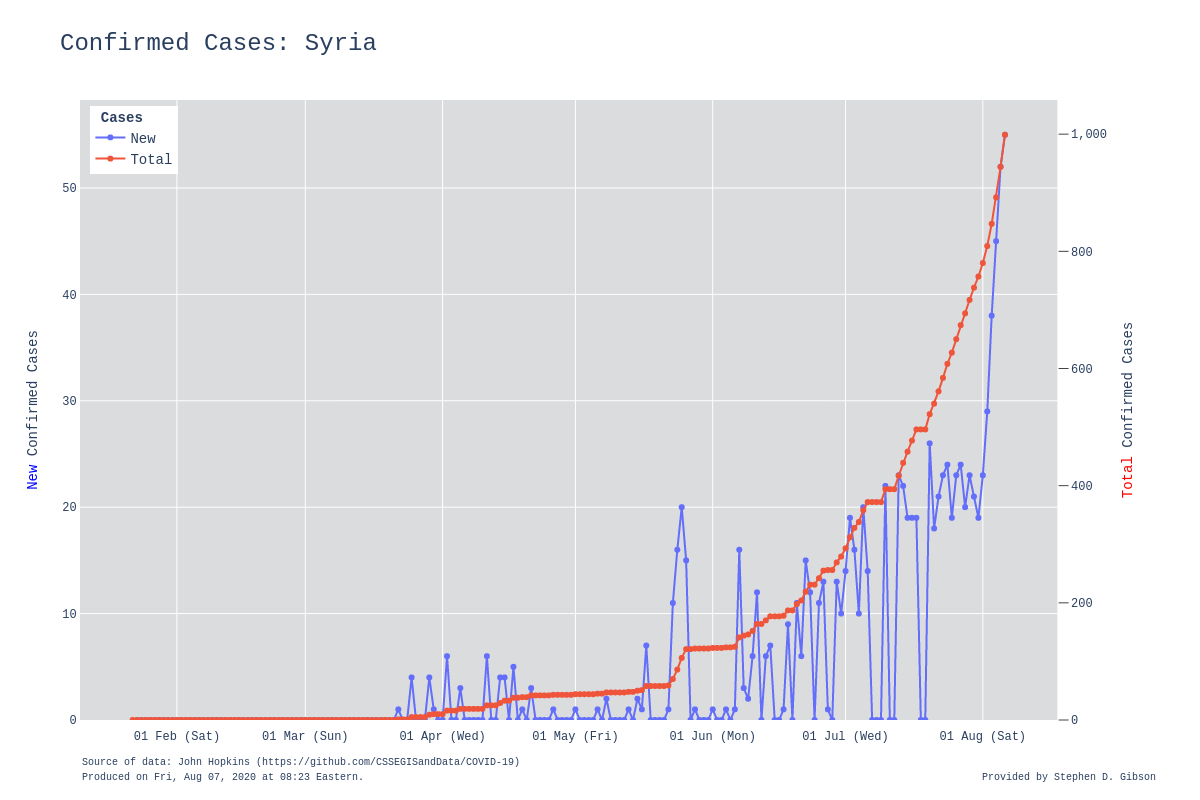 Confirmed Cases: Syria
Cases
New
Total
50
40
30
20
10
0
1,000
800
600
400
200
0
New Confirmed Cases
Total Confirmed Cases
01 Feb (Sat) 01 Mar (Sun) 01 Apr (Wed) 01 May (Fri) 01 Jun (Mon) 01 Jul (Wed) 01 Aug (Sat)
Source of data: John Hopkins (https://github.com/CSSEGISandData/COVID-19)
Produced on Fri, Aug 07, 2020 at 08:23 Eastern.
Provided by Stephen D. Gibson